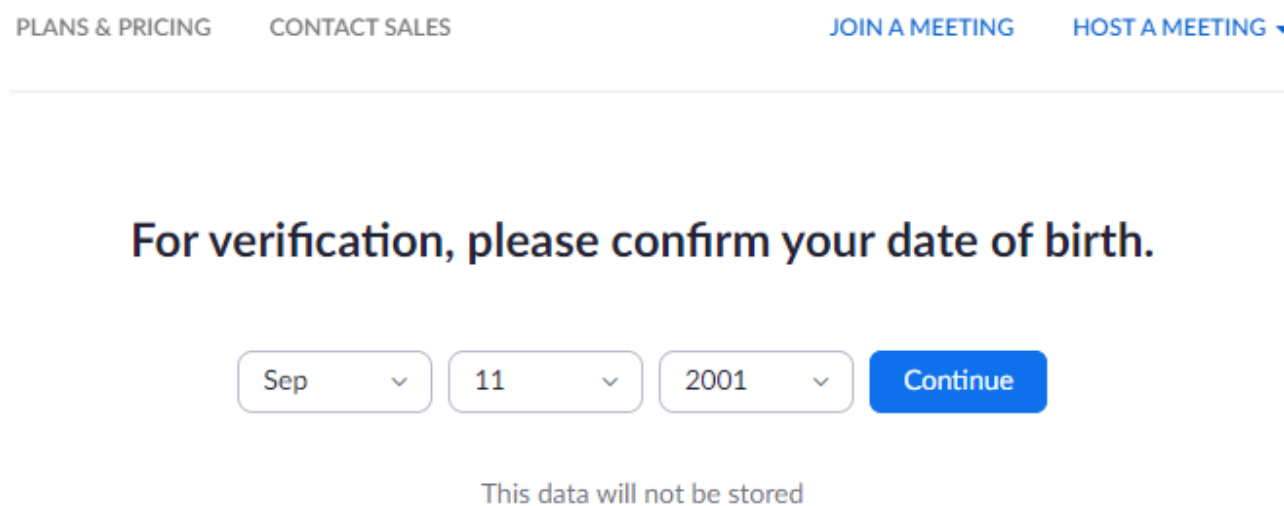 PLANS & PRICING CONTACT SALES JOIN A MEETING HOST A MEETING
For verification, please confirm your date of birth.
Sep 11 2001 Continue
This data will not be stored